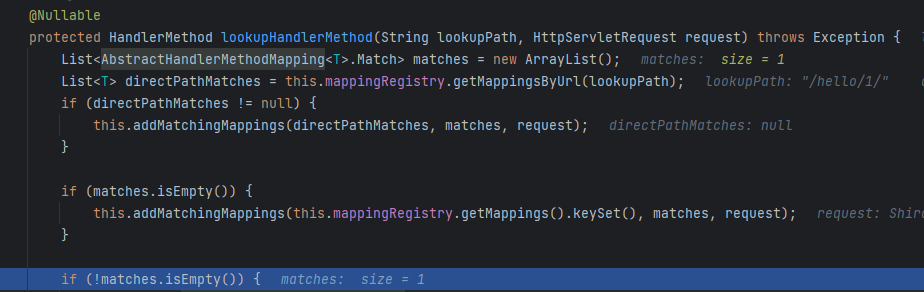 @Nullable
protected HandlerMethod lookupHandlerMethod(String lookupPath, HttpServletRequest request) throws Exception {
List<AbstractHandlerMethodMapping<T>.Match> matches = new ArrayList(); matches: size = 1
List<T> directPathMatches = this.mappingRegistry.getMappingsByUrl(lookupPath); lookupPath: "/hello/1/"
if (directPathMatches != null) {
this.addMatchingMappings(directPathMatches, matches, request); directPathMatches: null
}
if (matches.isEmpty()) {
this.addMatchingMappings(this.mappingRegistry.getMappings().keySet(), matches, request); request: Shiro
}
if (!matches.isEmpty()) { matches: size = 1